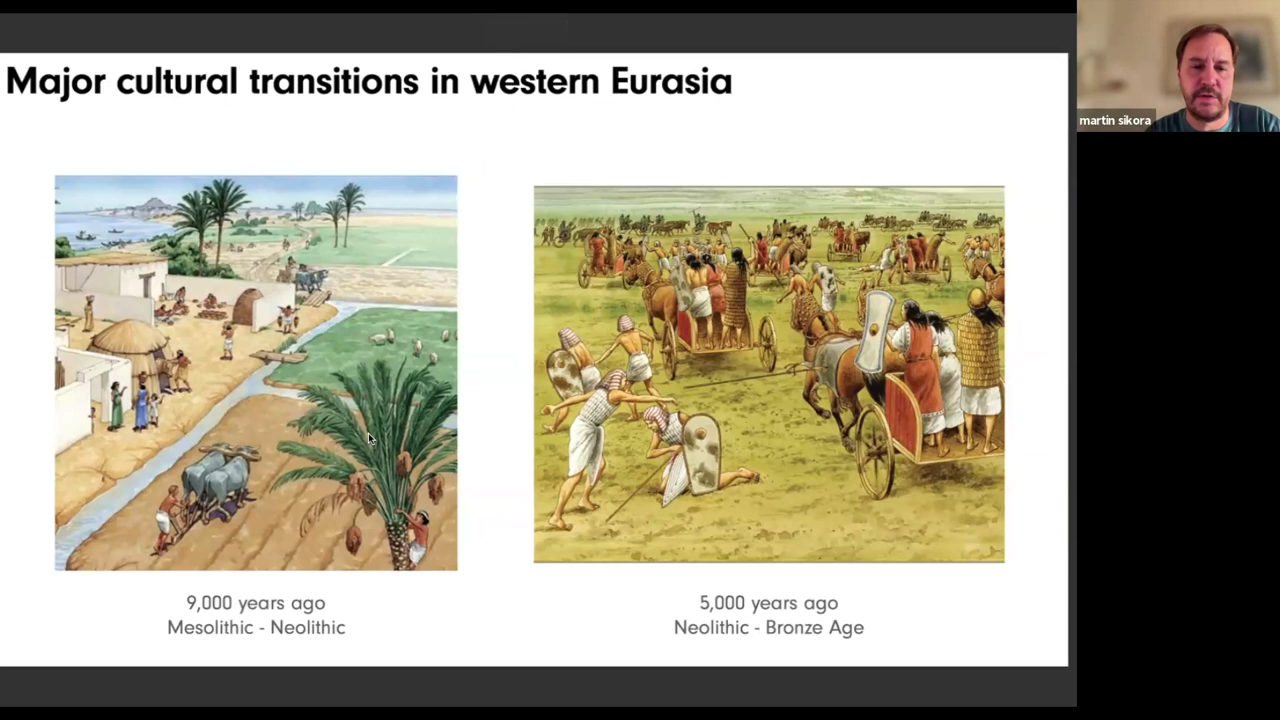 Major cultural transitions in western Eurasia
martin sikora
9,000 years ago
Mesolithic - Neolithic
5,000 years ago
Neolithic - Bronze Age